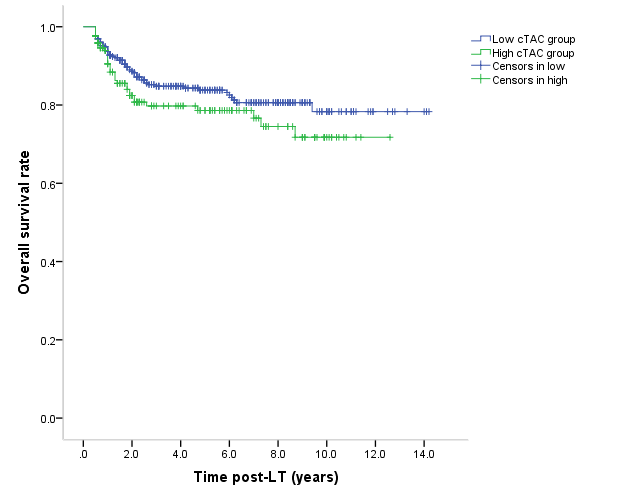 1.0
0.8
0.6
0.4
0.2
0.0
Overall survival rate
.0 2.0 4.0 6.0 8.0 10.0 12.0 14.0
Time post-LT (years)
Low cTAC group
High cTAC group
Censors in low
Censors in high